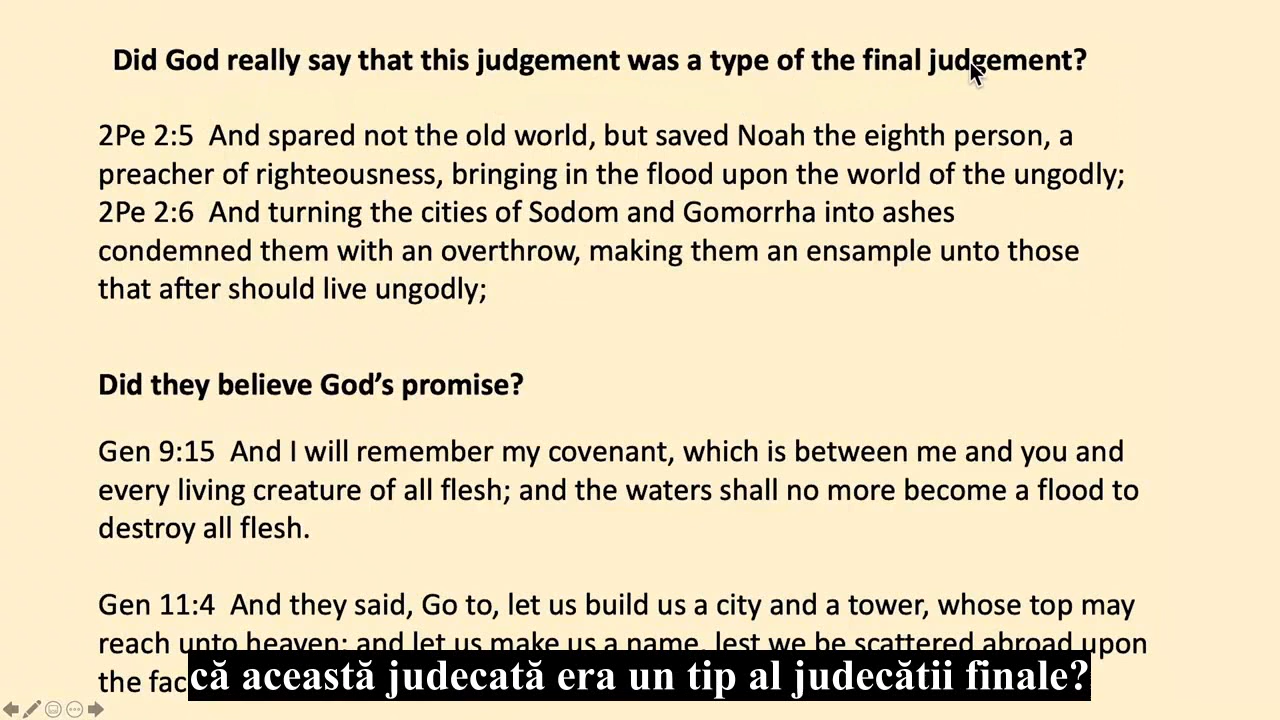 Did God really say that this judgement was a type of the final judgement?
2Pe 2:5 And spared not the old world, but saved Noah the eighth person, a
preacher of righteousness, bringing in the flood upon the world of the ungodly;
2Pe 2:6 And turning the cities of Sodom and Gomorrha into ashes
condemned them with an overthrow, making them an ensample unto those
that after should live ungodly;
Did they believe God’s promise?
Gen 9:15 And I will remember my covenant, which is between me and you and
every living creature of all flesh; and the waters shall no more become a flood to
destroy all flesh.
Gen 11:4 And they said, Go to, let us build us a city and a tower, whose top may
reach unto heaven; and let us make us a name, lest we be scattered abroad upon
the
că această judecată era un tip al judecătii finale?